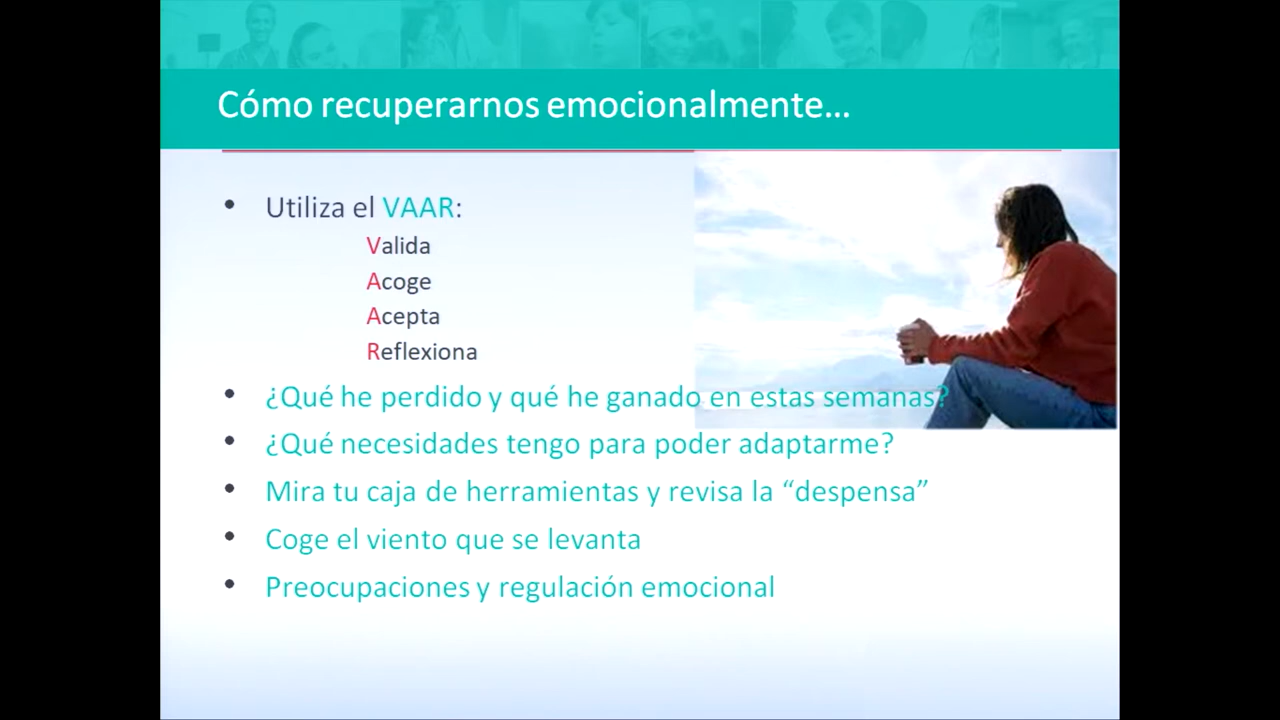 Cómo recuperarnos emocionalmente...
• Utiliza el VAAR:
Valida
Acoge
Acepta
Reflexiona
• ¿Qué he perdido y qué he ganado en estas semanas?
• ¿Qué necesidades tengo para poder adaptarme?
• Mira tu caja de herramientas y revisa la “despensa”
• Coge el viento que se levanta
• Preocupaciones y regulación emocional